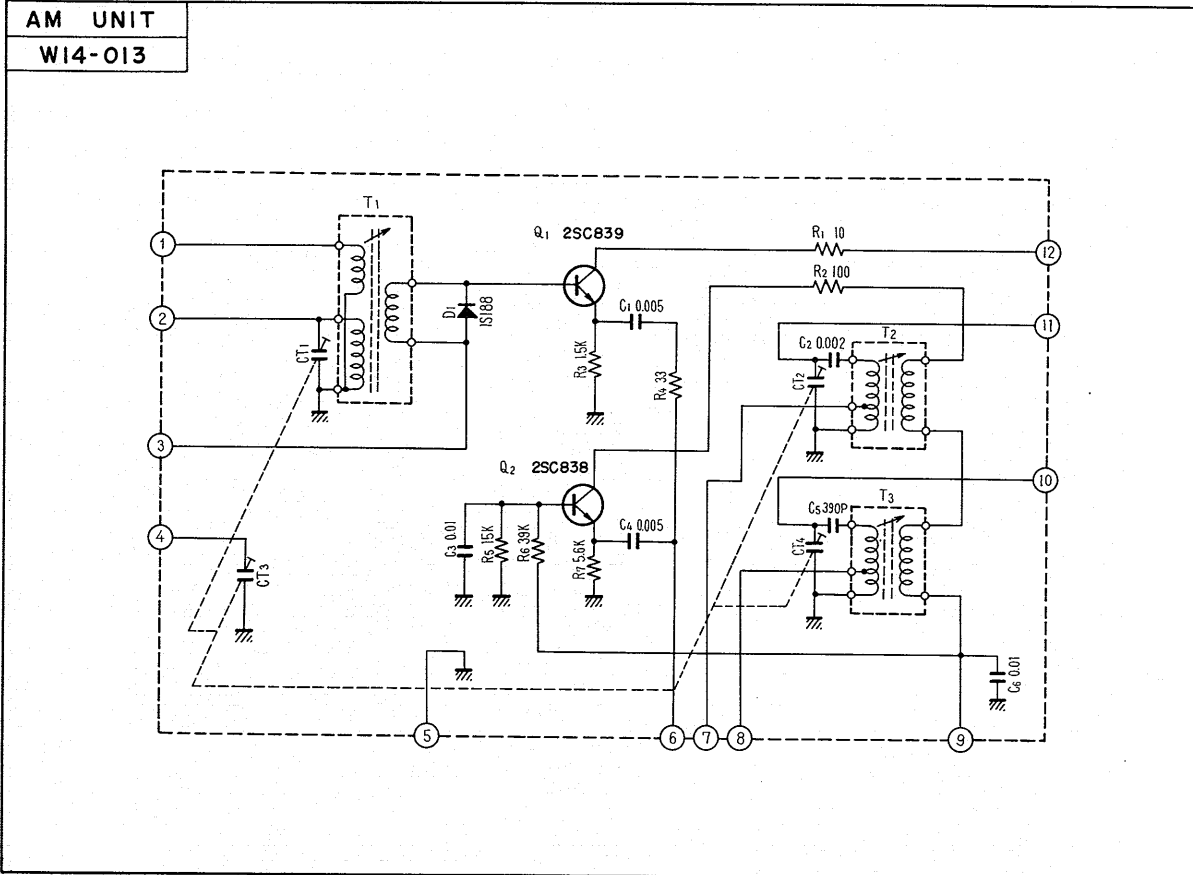 AM UNIT
W14-013
T1
Q1 2SC839
R1 10
1
12
R2 100
D1
1S188
C1 0.005
2
11
T2
C2 0.002
CT1
R3 1.5K
R4 33
CT2
3
Q2 2SC838
10
T3
C5 390P
4
C3 0.01
R5 15K
R6 39K
C4 0.005
R7 5.6K
CT4
CT3
C6 0.01
5
6
7
8
9